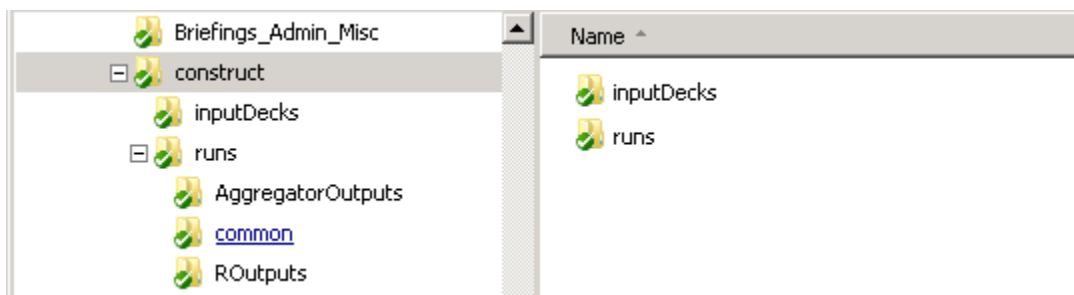 Briefings_Admin_Misc
construct
inputDecks
runs
AggregatorOutputs
common
ROutputs
Name
inputDecks
runs